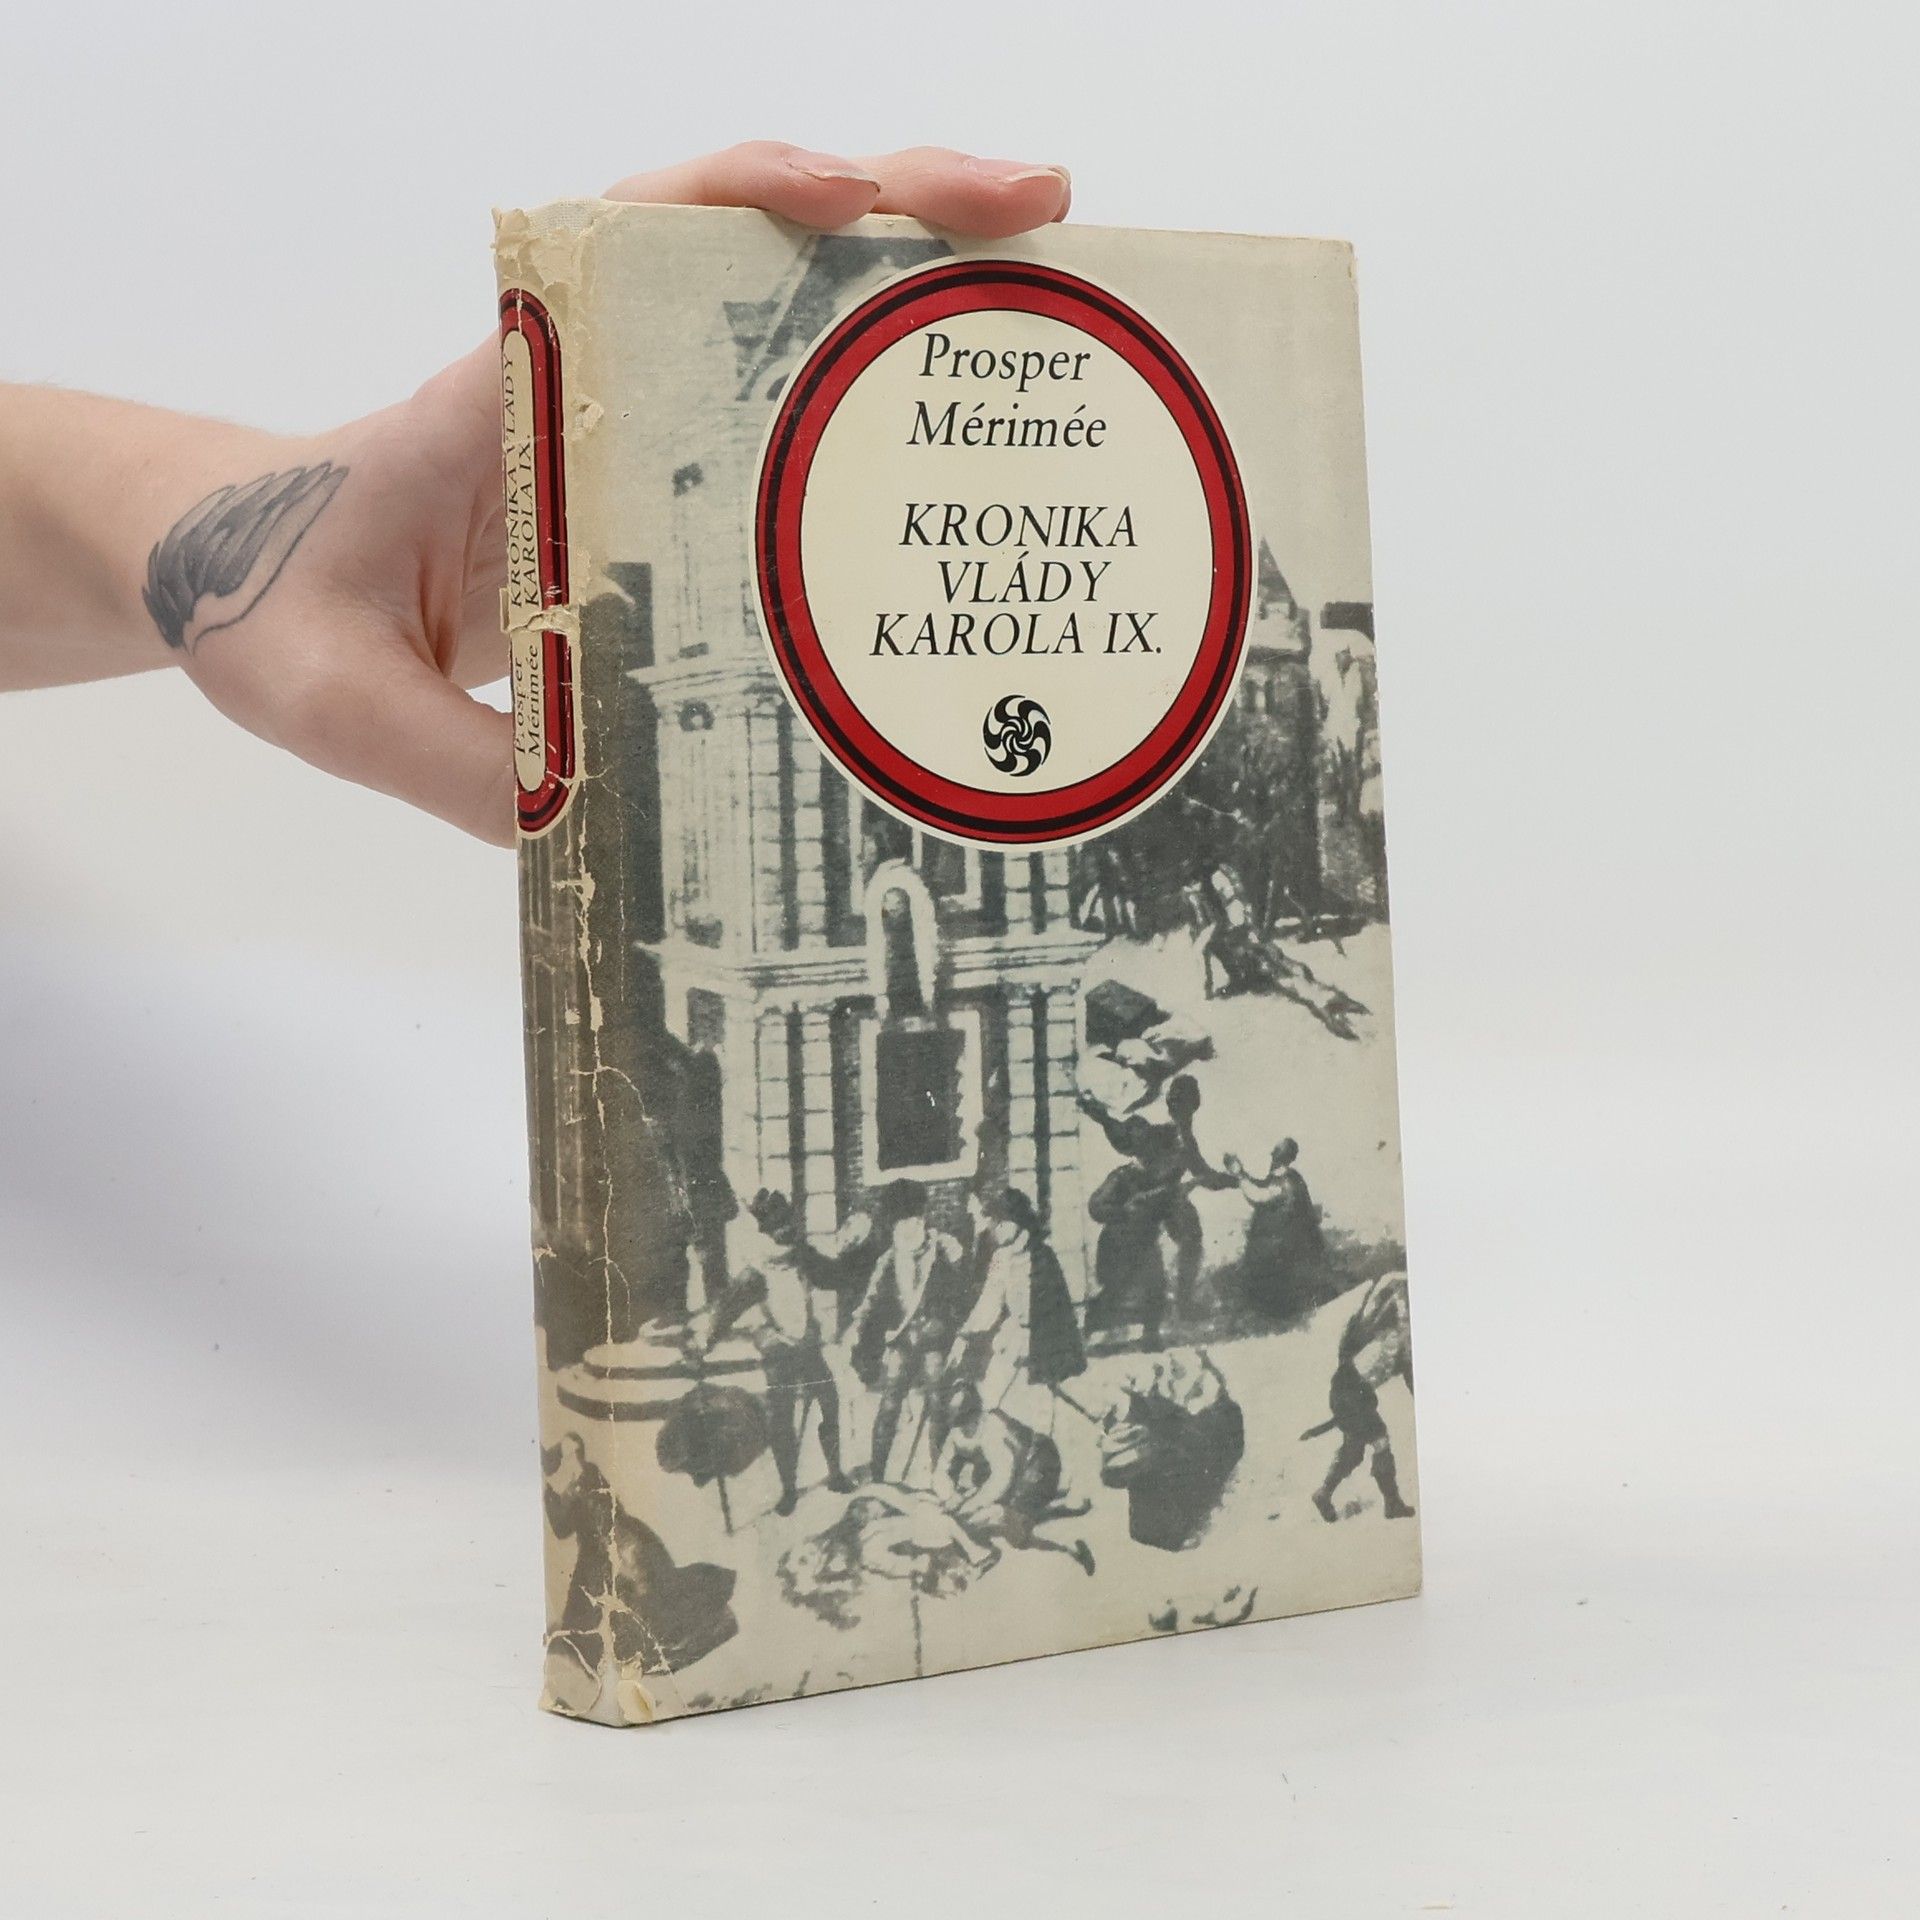 Prosper
Mérimée
KRONIKA
VLÁDY
KAROLA IX.
Prosper
Mérimée
KRONIKA VLÁDY
KAROLA IX.